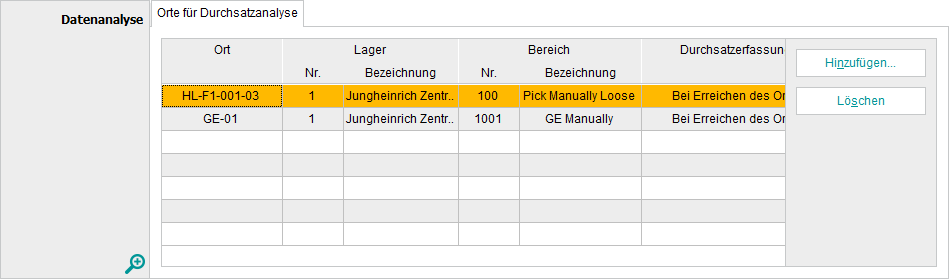 Datenanalyse
Orte für Durchsatzanalyse
Ort Lager Bereich Durchsatzerfassun
Nr. Bezeichnung Nr. Bezeichnung
HL-F1-001-03 1 Jungheinrich Zentr.. 100 Pick Manually Loose Bei Erreichen des Or
GE-01 1 Jungheinrich Zentr.. 1001 GE Manually Bei Erreichen des Or
Hinzufügen...
Löschen